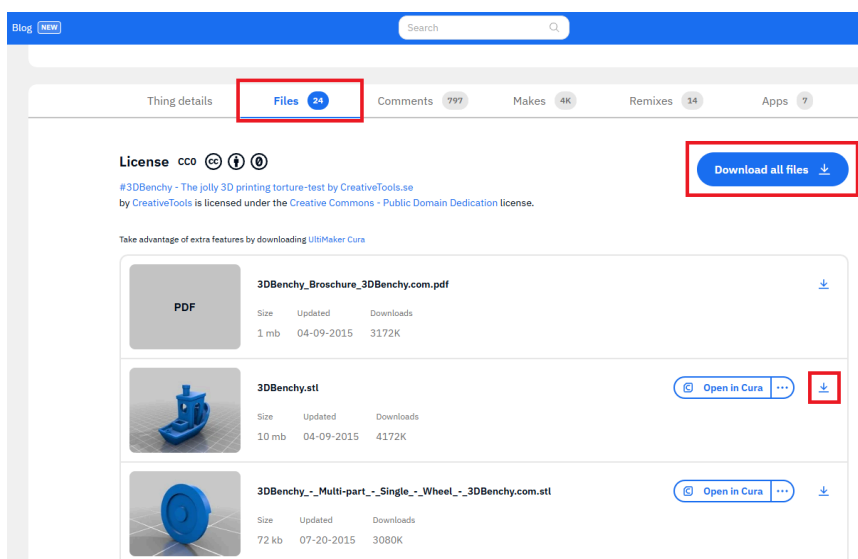 Blog NEW
Search
Thing details Files 24 Comments 797 Makes 4K Remixes 14 Apps 7
License CC0
Download all files
#3DBenchy - The jolly 3D printing torture-test by CreativeTools.se
by CreativeTools is licensed under the Creative Commons - Public Domain Dedication license.
Take advantage of extra features by downloading UltiMaker Cura
PDF
3DBenchy_Broschure_3DBenchy.com.pdf
Size Updated Downloads
1 mb 04-09-2015 3172K
3DBenchy.stl
Open in Cura
Size Updated Downloads
10 mb 04-09-2015 4172K
3DBenchy_-_Multi-part_-_Single_-_Wheel_-_3DBenchy.com.stl
Open in Cura
Size Updated Downloads
72 kb 07-20-2015 3080K